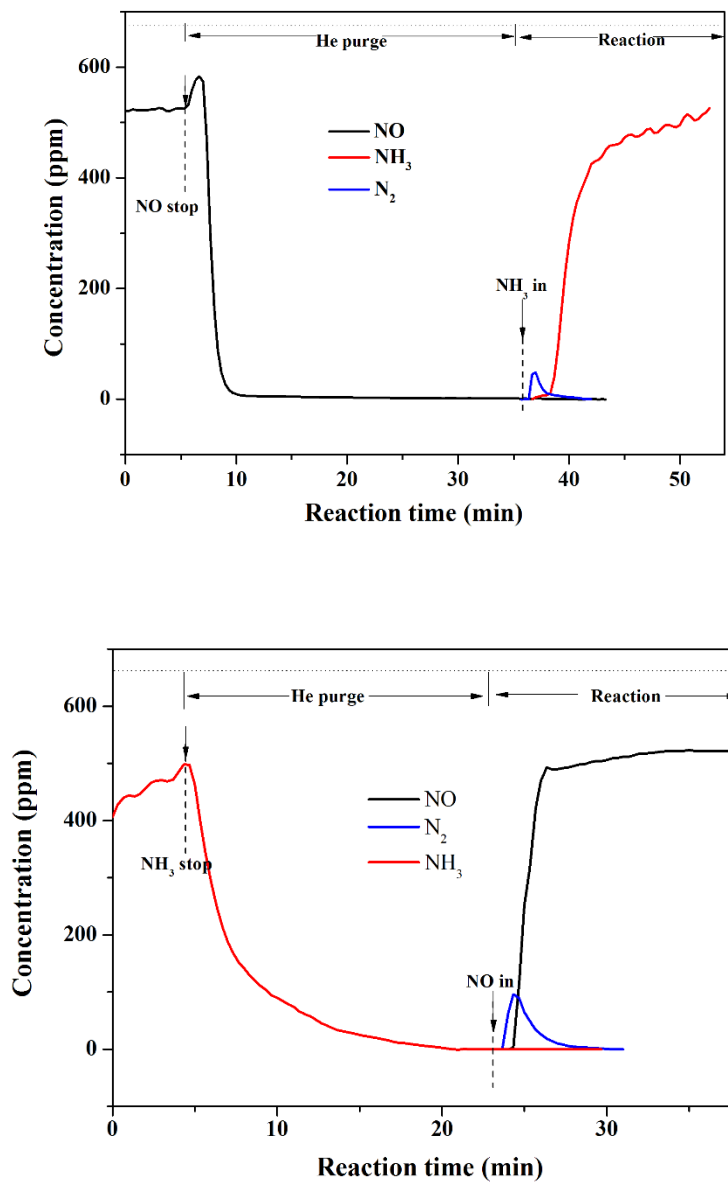 He purge
Reaction
600
NO
NH₃
N₂
400
NO stop
NH₃ in
200
0
Concentration (ppm)
0 10 20 30 40 50
Reaction time (min)
He purge
Reaction
600
NO
N₂
NH₃
400
NH₃ stop
200
NO in
0
Concentration (ppm)
0 10 20 30
Reaction time (min)